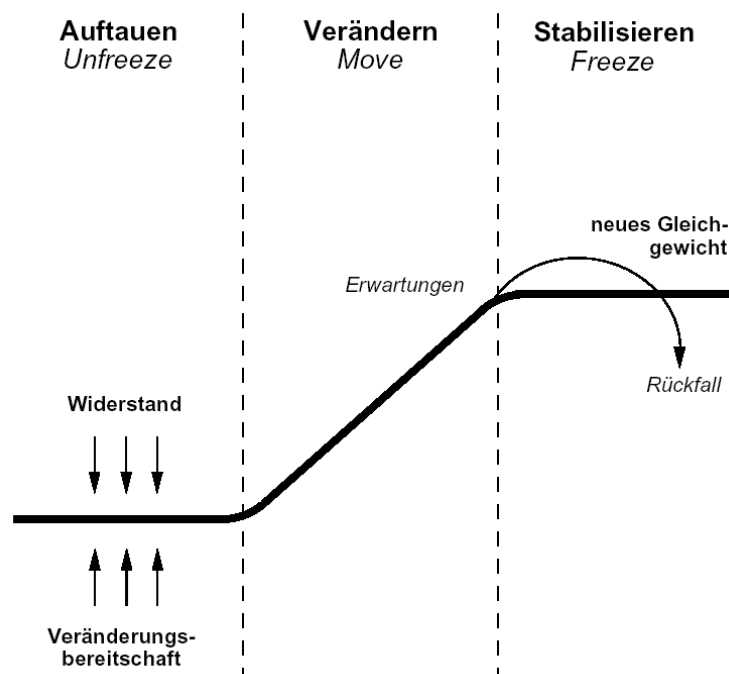 Auftauen
Unfreeze
Verändern
Move
Stabilisieren
Freeze
neues Gleich-
gewicht
Erwartungen
Rückfall
Widerstand
Veränderungs-
bereitschaft